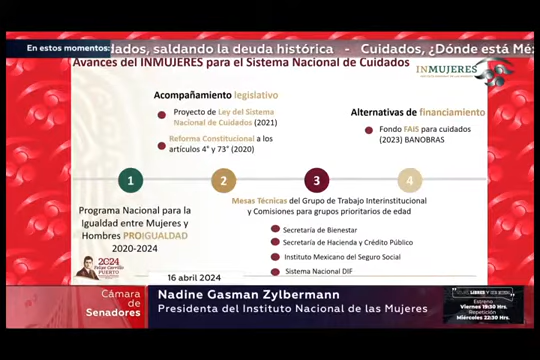 En estos momentos: dados, saldando la deuda histórica - Cuidados, ¿Dónde está Mé
Avances del INMUJERES para el Sistema Nacional de Cuidados
INMUJERES
Acompañamiento legislativo
Proyecto de Ley del Sistema
Nacional de Cuidados (2021)
Reforma Constitucional a los
artículos 4° y 73° (2020)
Alternativas de financiamiento
Fondo FAIS para cuidados
(2023) BANOBRAS
1
2
3
4
Programa Nacional para la
Igualdad entre Mujeres y
Hombres PROIGUALDAD
2020-2024
Mesas Técnicas del Grupo de Trabajo Interinstitucional
y Comisiones para grupos prioritarios de edad
Secretaría de Bienestar
Secretaría de Hacienda y Crédito Público
Instituto Mexicano del Seguro Social
Sistema Nacional DIF
2024
Felipe Carrillo
PUERTO
16 abril 2024
Cámara
de
Senadores
Nadine Gasman Zylbermann
Presidenta del Instituto Nacional de las Mujeres
Estreno
Viernes 19:30 Hrs.
Repetición
Miércoles 22:30 Hrs.